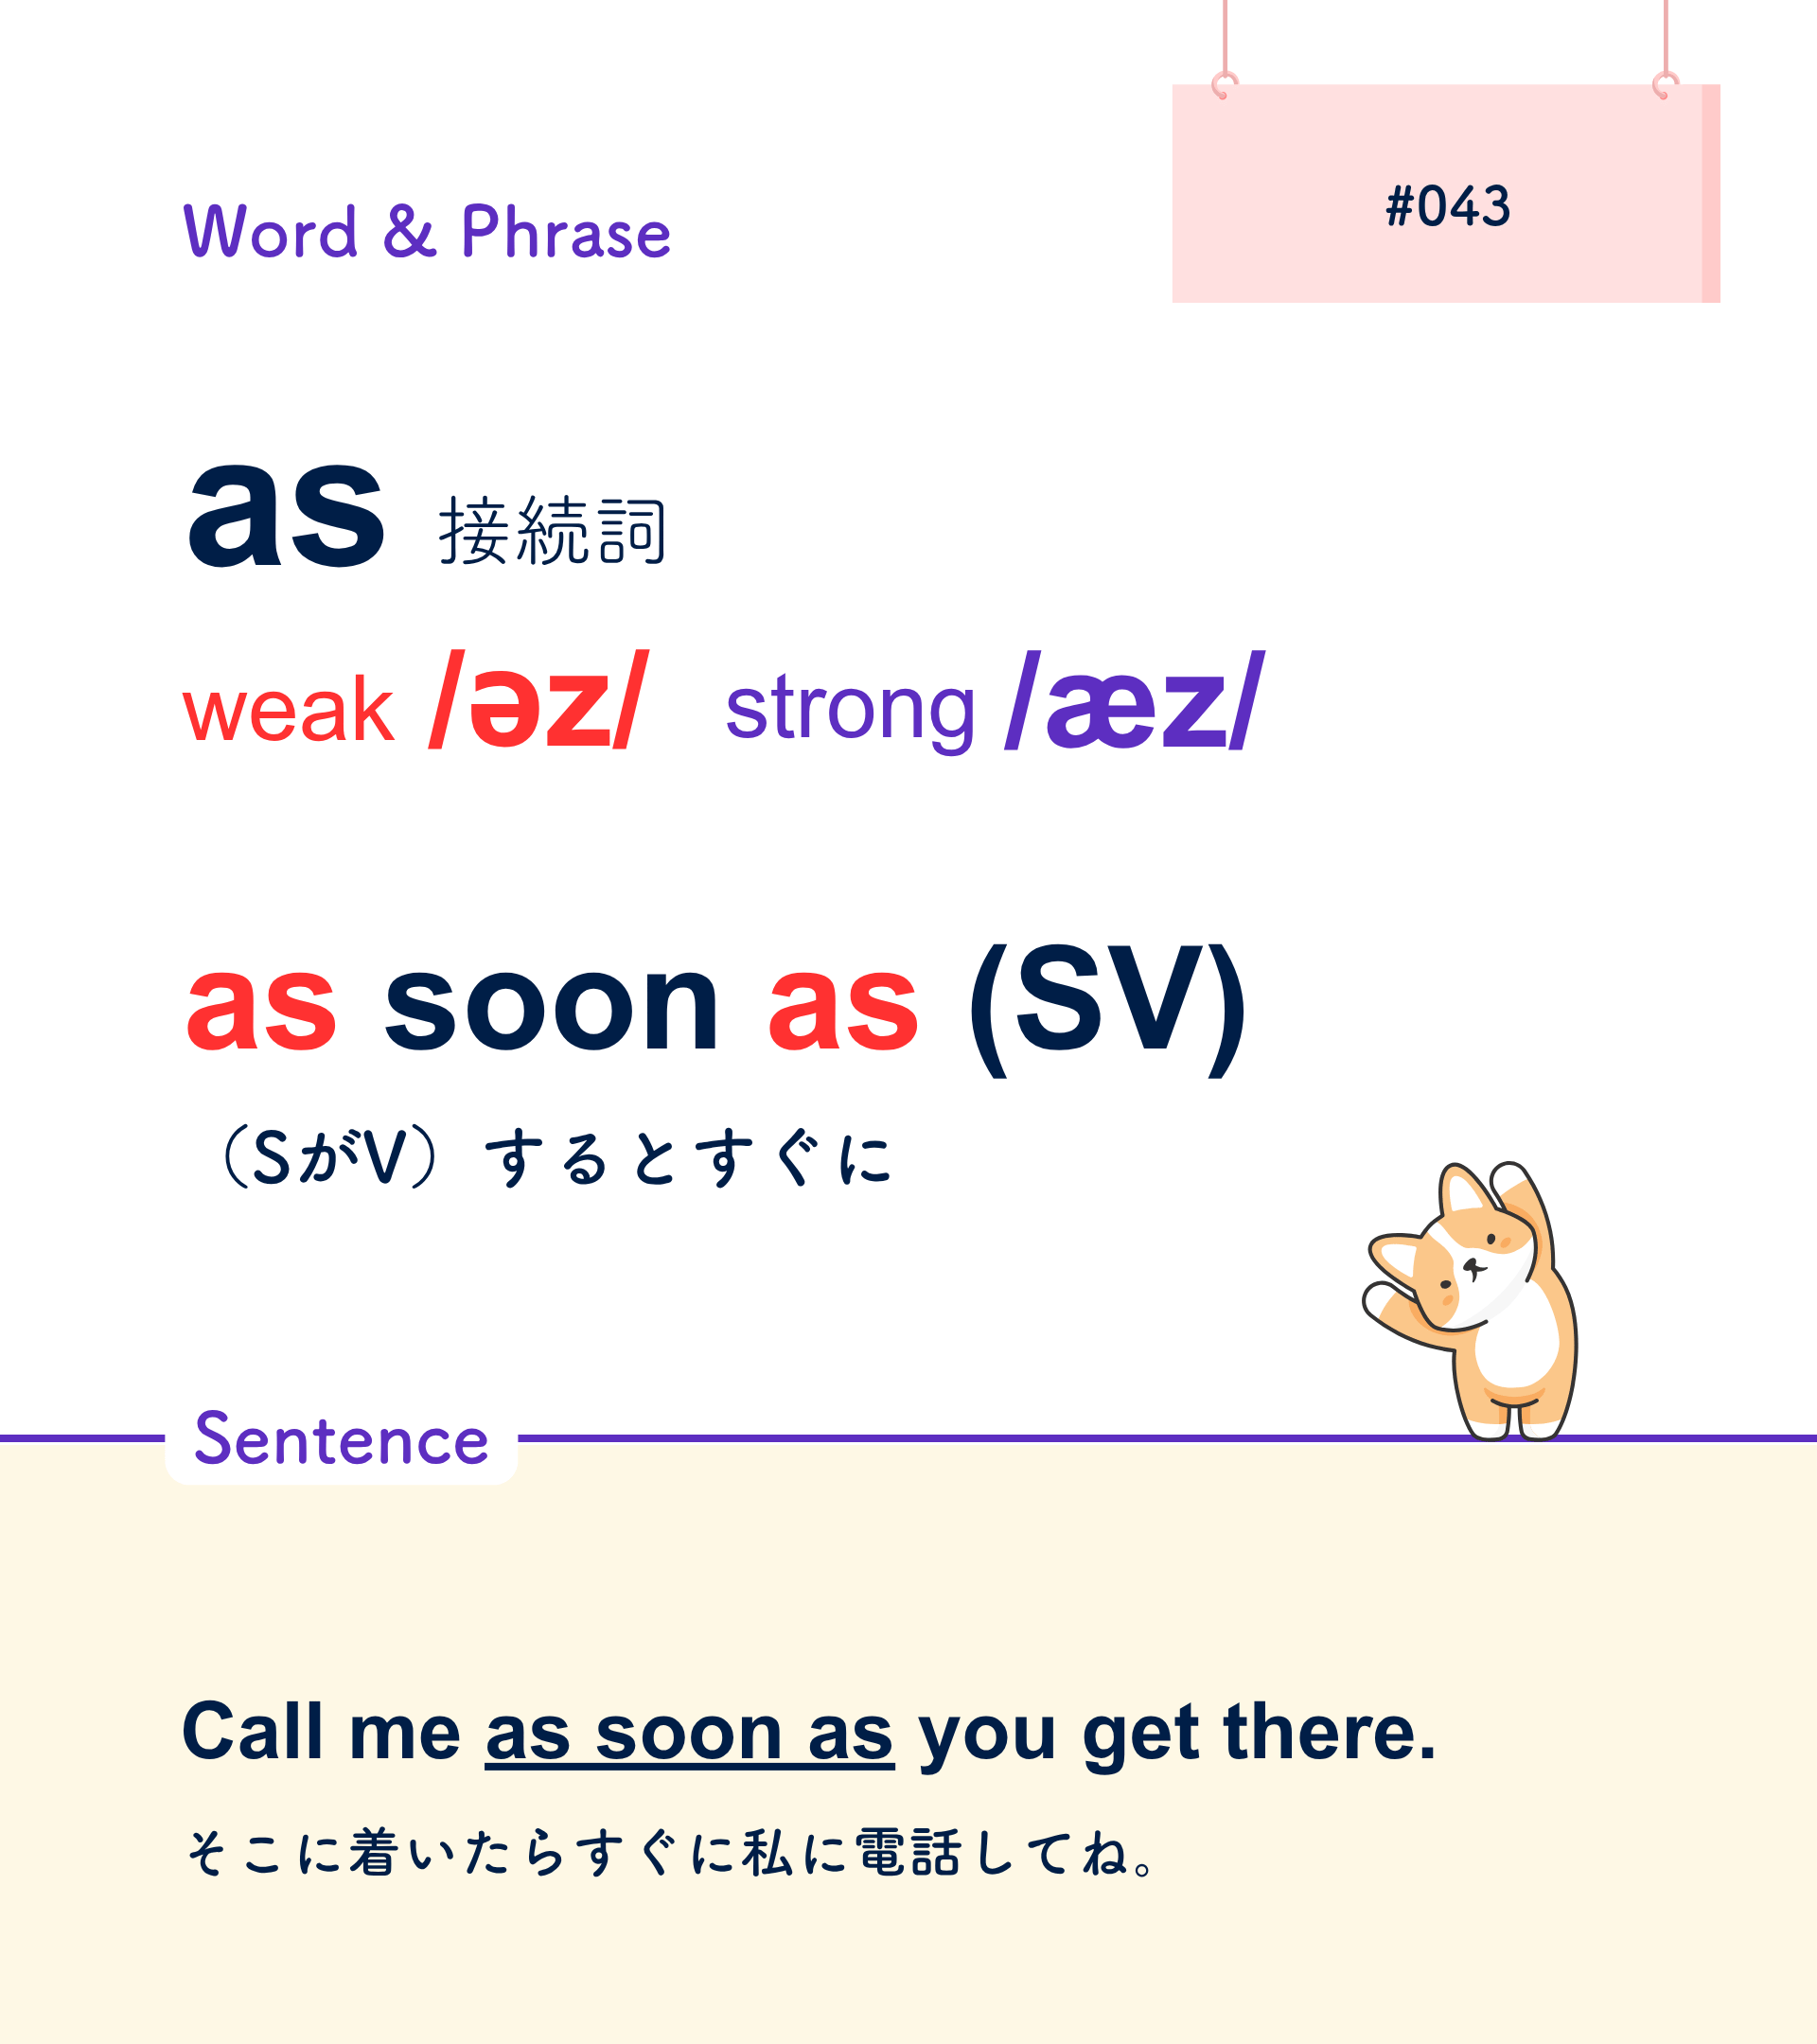 Word & Phrase
#043
as 接続詞
weak /əz/ strong /æz/
as soon as (SV)
（SがV）するとすぐに
Sentence
Call me as soon as you get there.
そこに着いたらすぐに私に電話してね。